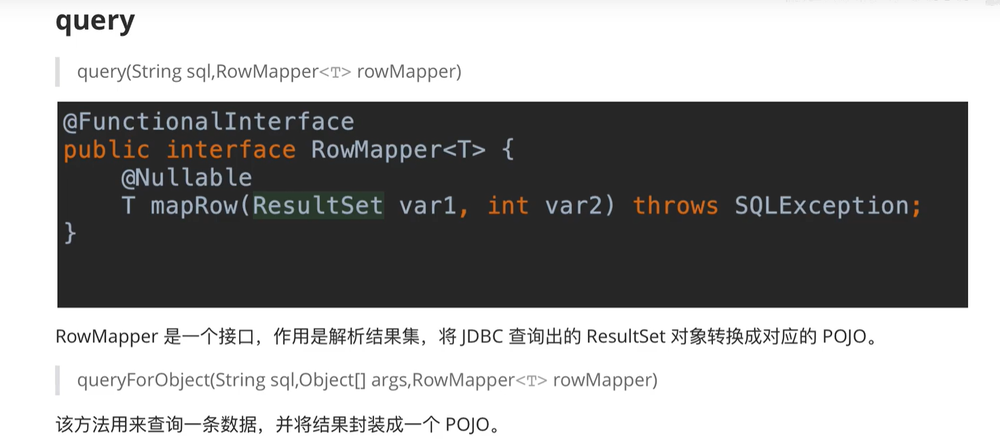 query
query(String sql,RowMapper<T> rowMapper)
@FunctionalInterface
public interface RowMapper<T> {
    @Nullable
    T mapRow(ResultSet var1, int var2) throws SQLException;
}
RowMapper 是一个接口，作用是解析结果集，将 JDBC 查询出的 ResultSet 对象转换成对应的 POJO。
queryForObject(String sql,Object[] args,RowMapper<T> rowMapper)
该方法用来查询一条数据，并将结果封装成一个 POJO。